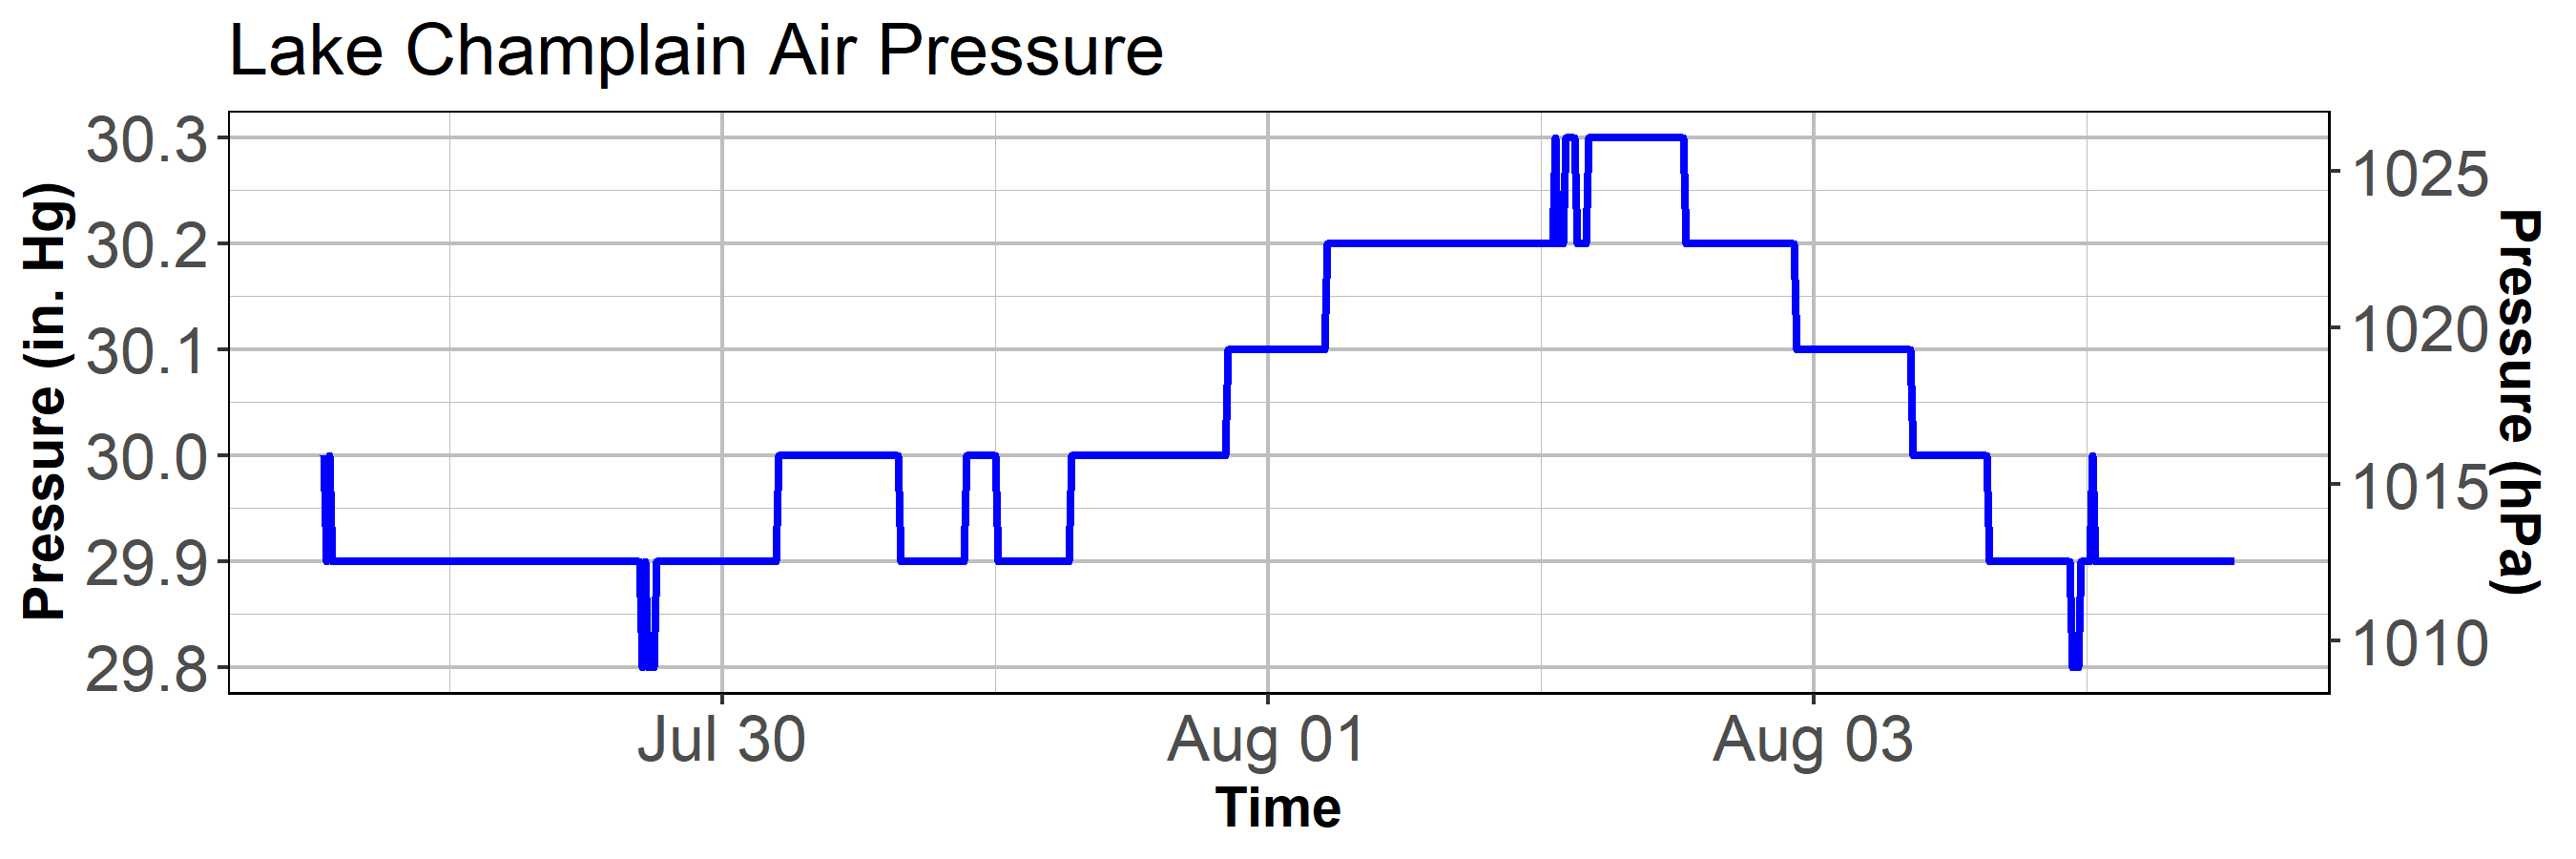 Lake Champlain Air Pressure
Pressure (in. Hg)
30.3
30.2
30.1
30.0
29.9
29.8
1025
1020
1015
1010
Pressure (hPa)
Jul 30 Aug 01 Aug 03
Time